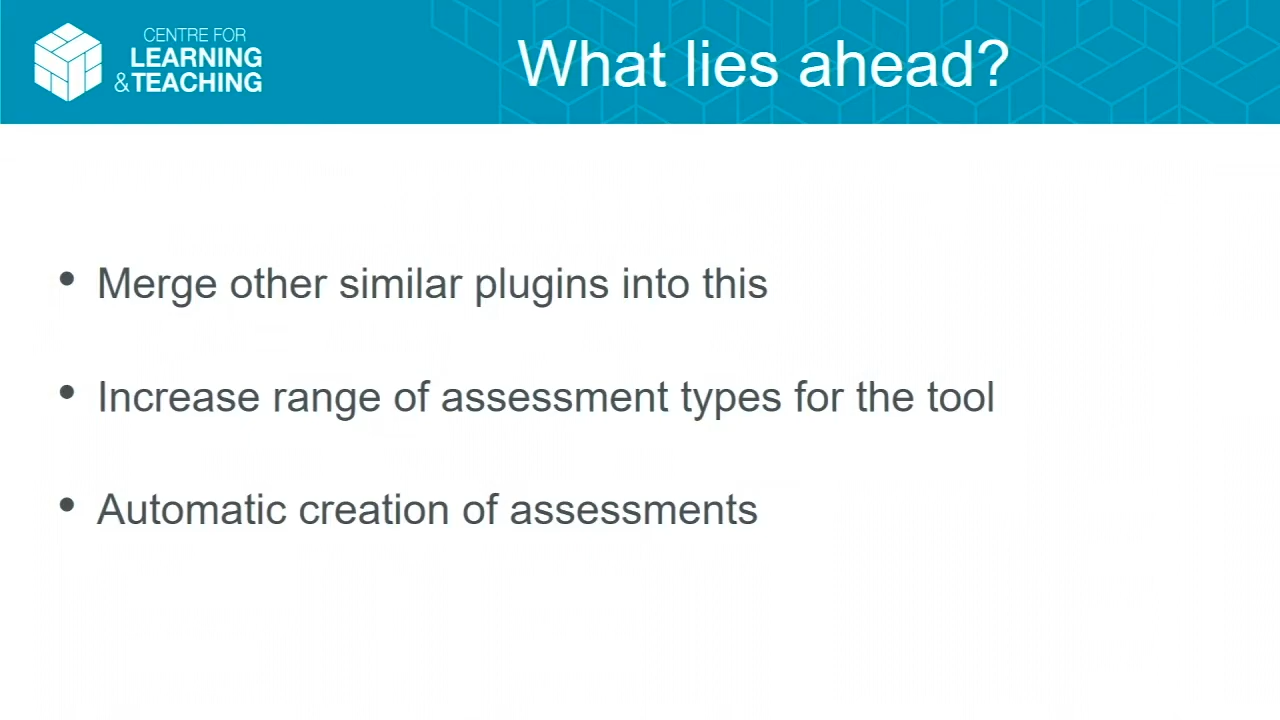 CENTRE FOR
LEARNING
&TEACHING
What lies ahead?
• Merge other similar plugins into this
• Increase range of assessment types for the tool
• Automatic creation of assessments